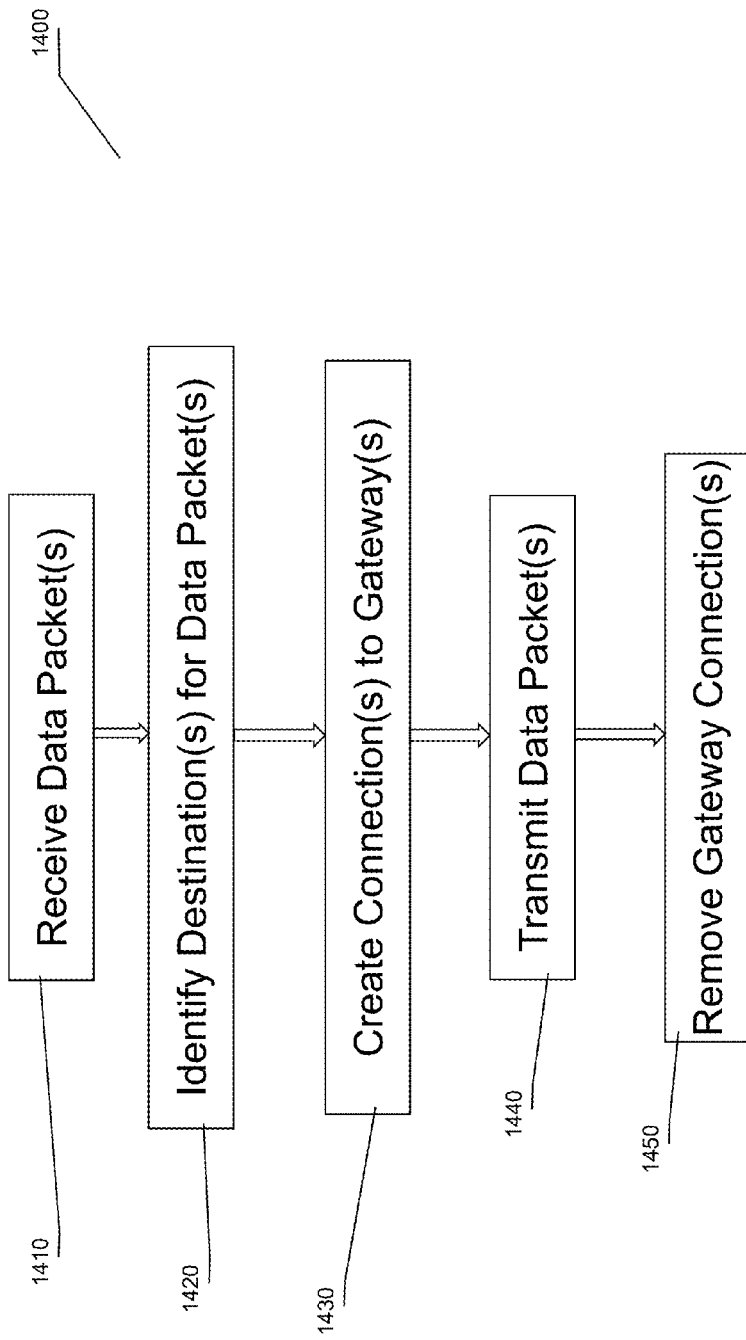 1400
1410
Receive Data Packet(s)
1420
Identify Destination(s) for Data Packet(s)
1430
Create Connection(s) to Gateway(s)
1440
Transmit Data Packet(s)
1450
Remove Gateway Connection(s)